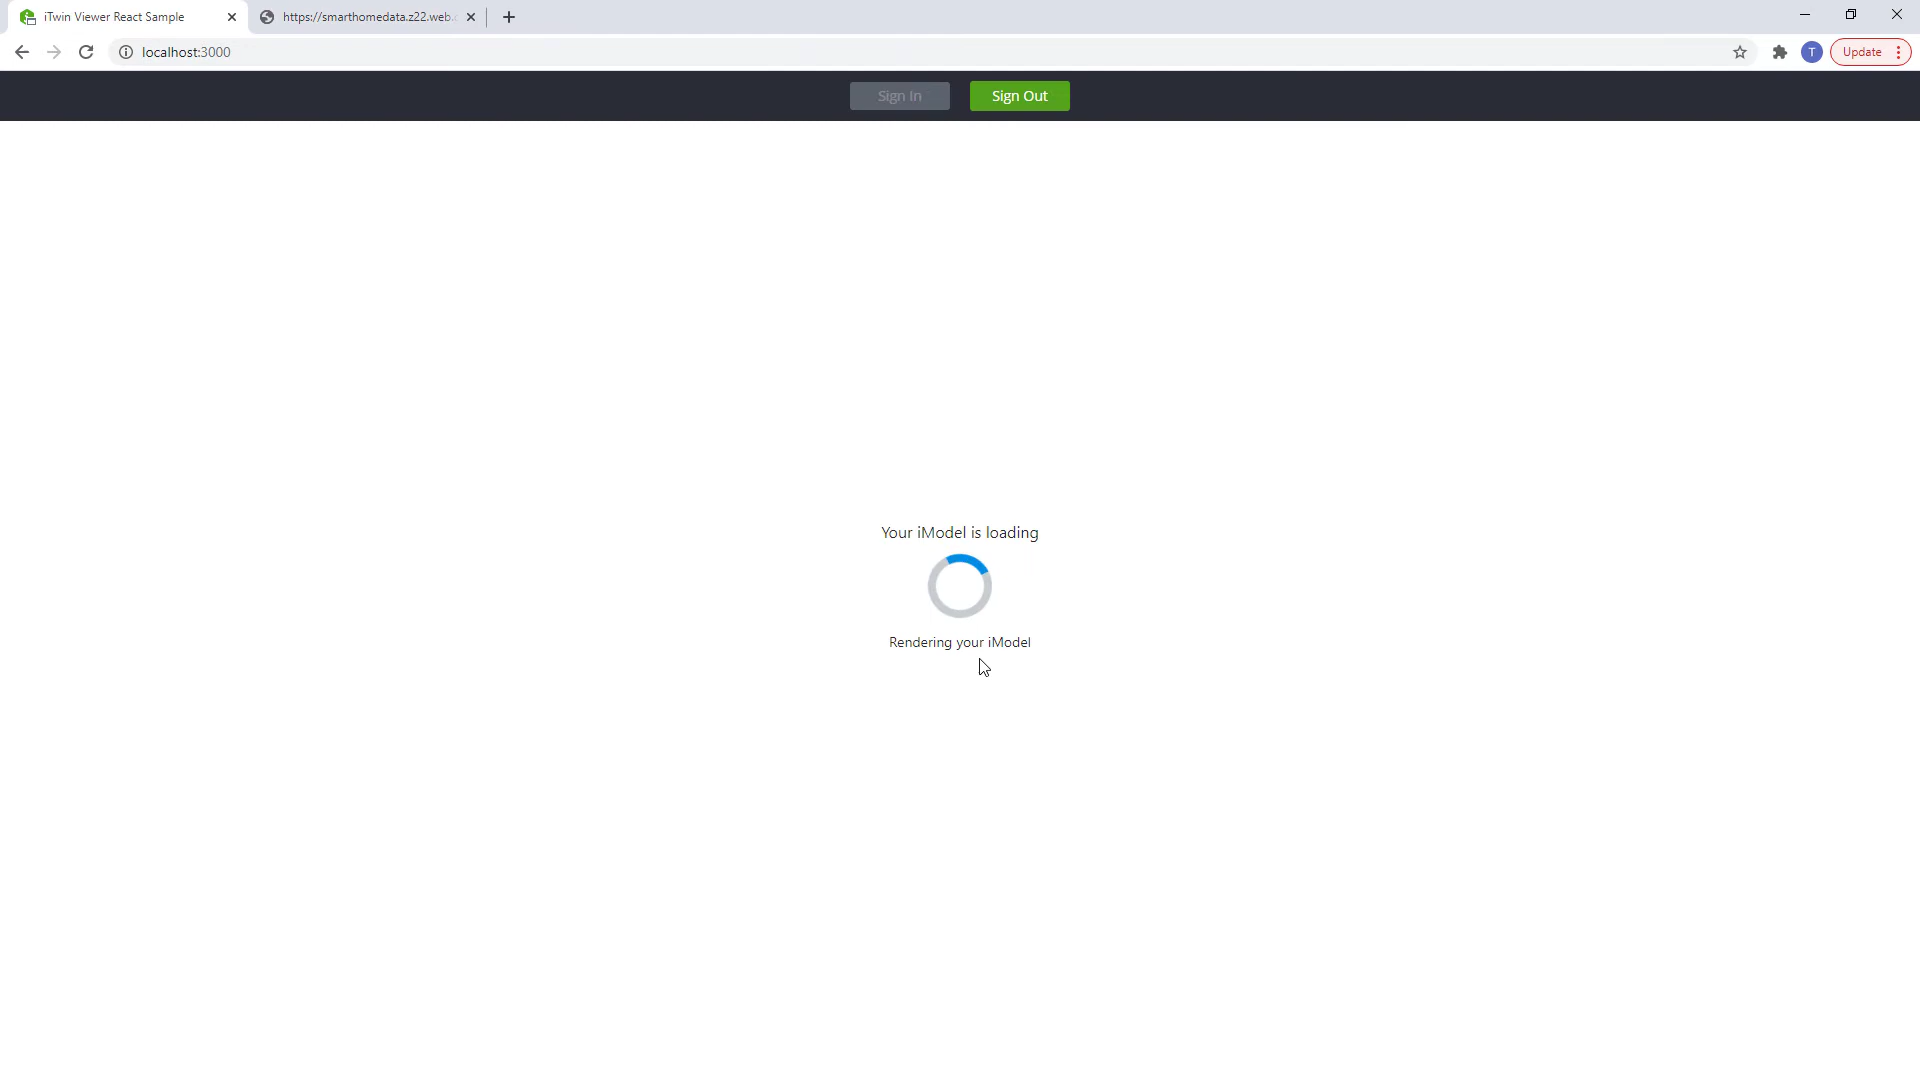 iTwin Viewer React Sample
https://smarthomedata.z22.web.
localhost:3000
T
Update
Sign In
Sign Out
Your iModel is loading
Rendering your iModel